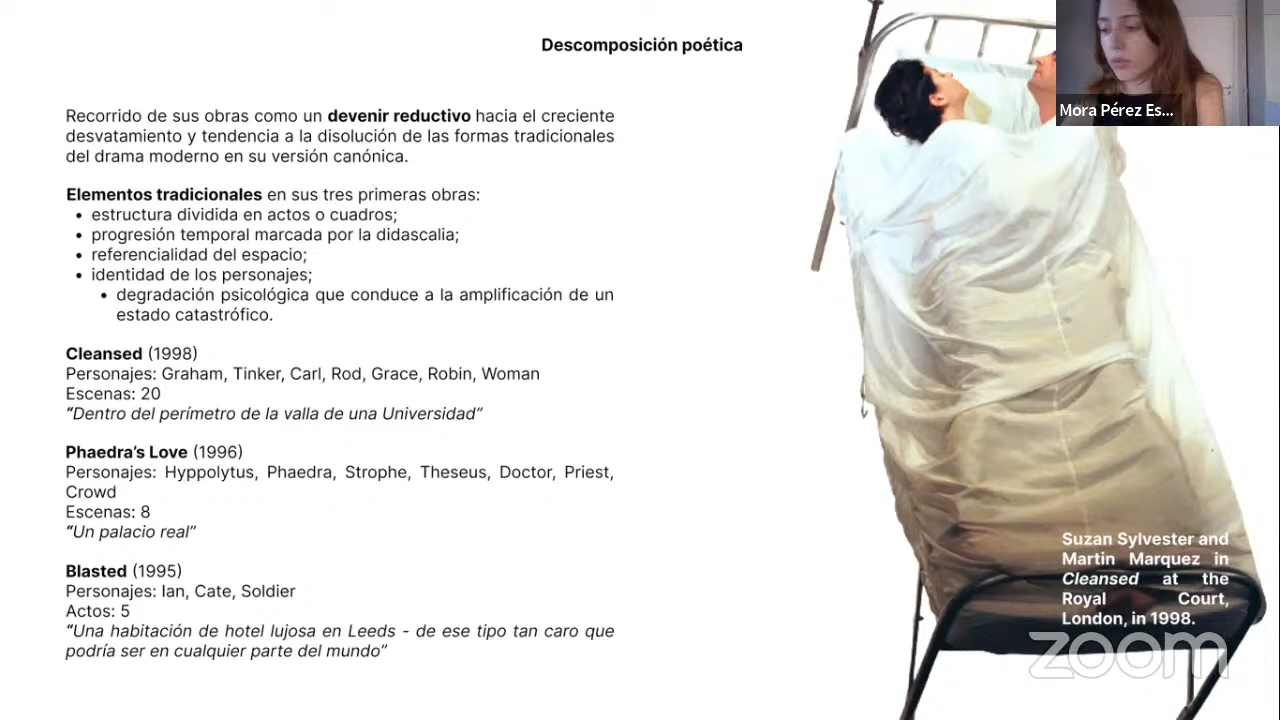 Descomposición poética
Recorrido de sus obras como un devenir reductivo hacia el creciente
desvatamiento y tendencia a la disolución de las formas tradicionales
del drama moderno en su versión canónica.
Elementos tradicionales en sus tres primeras obras:
• estructura dividida en actos o cuadros;
• progresión temporal marcada por la didascalia;
• referencialidad del espacio;
• identidad de los personajes;
• degradación psicológica que conduce a la amplificación de un
estado catastrófico.
Cleansed (1998)
Personajes: Graham, Tinker, Carl, Rod, Grace, Robin, Woman
Escenas: 20
“Dentro del perímetro de la valla de una Universidad”
Phaedra’s Love (1996)
Personajes: Hyppolytus, Phaedra, Strophe, Theseus, Doctor, Priest,
Crowd
Escenas: 8
“Un palacio real”
Blasted (1995)
Personajes: Ian, Cate, Soldier
Actos: 5
“Una habitación de hotel lujosa en Leeds - de ese tipo tan caro que
podría ser en cualquier parte del mundo”
Mora Pérez Es...
Suzan Sylvester and
Martin Marquez in
Cleansed at the
Royal Court,
London, in 1998.
zoom